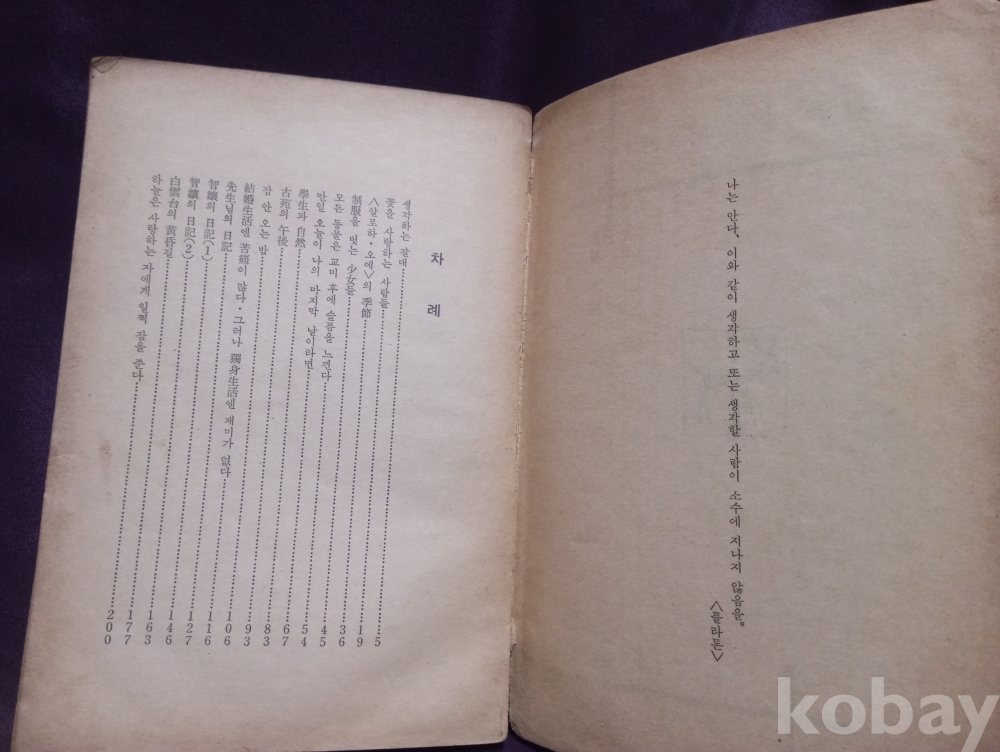 나는 안다. 이와 같이 생각하고 또는 생각할 사람이 소수에 지나지 않음을.
<플라톤>
차 례
생각하는 갈대……5
꽃을 사랑하는 사람들……19
<알로하·오에>의 季節……36
制服을 벗는 少女들……45
모든 동물은 교미 후에 슬픔을 느낀다……54
만일 오늘이 나의 마지막 날이라면……67
學生과 自然……83
古苑의 午後……93
잠 안 오는 밤……106
結婚生活엔 苦痛이 많다·그러나 獨身生活엔 재미가 없다……116
先生님의 日記……127
智孃의 日記(1)……146
智孃의 日記(2)……163
白雲台의 黃昏길……177
하늘은 사랑하는 자에게 일찍 잠을 준다……200
kobay